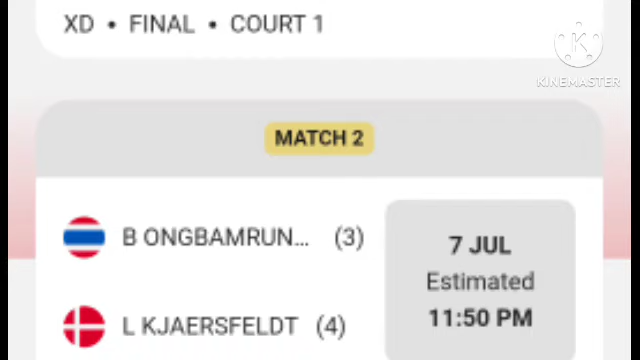 XD • FINAL • COURT 1
K
KINEMASTER
MATCH 2
B ONGBAMRUN... (3)
7 JUL
Estimated
11:50 PM
L KJAERSFELDT (4)